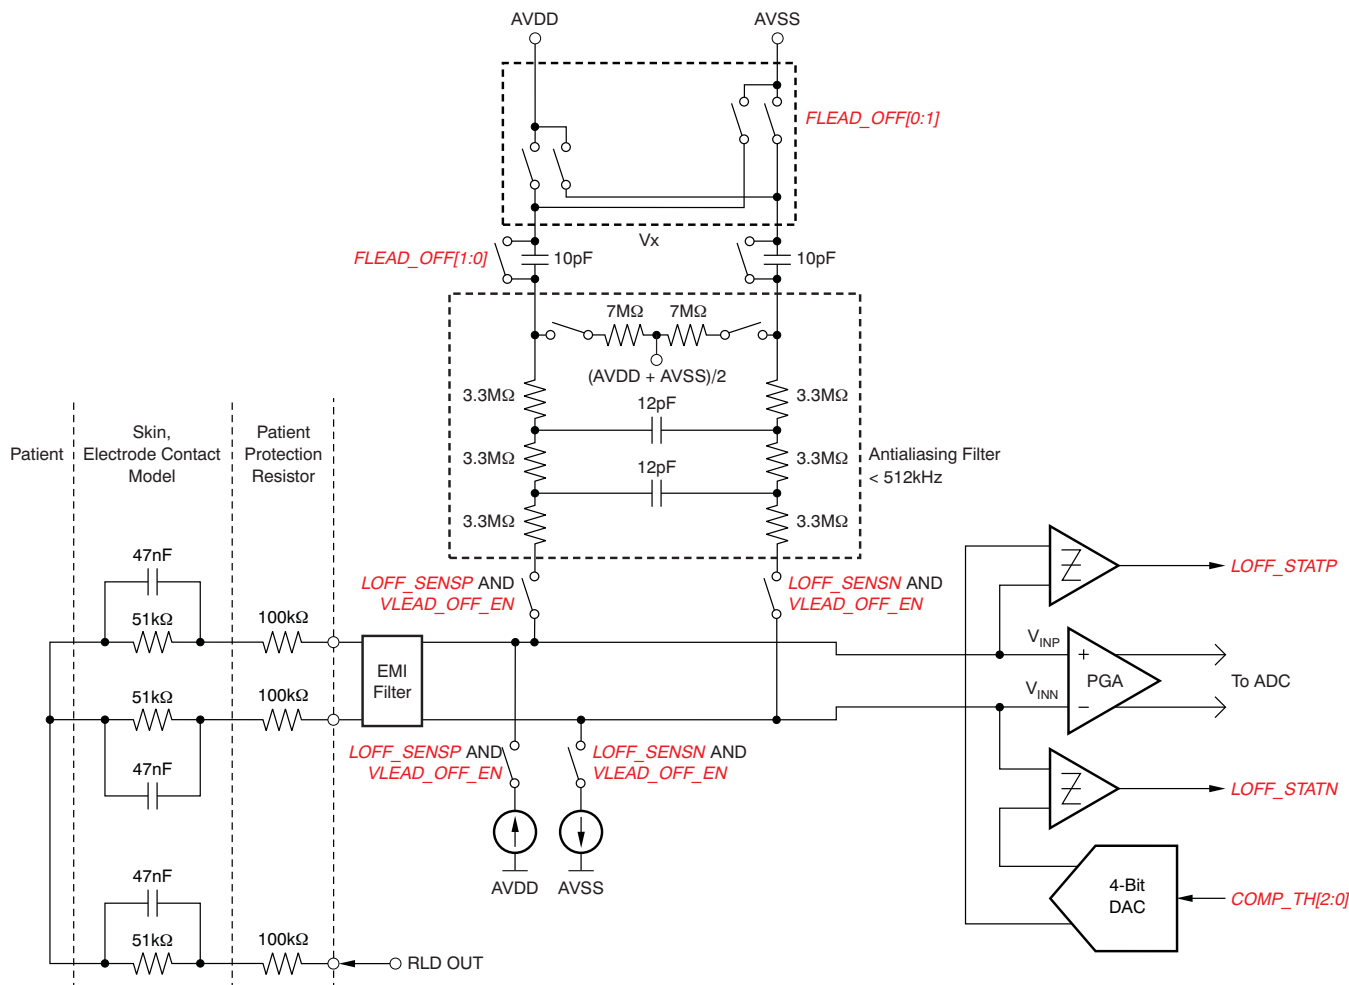 AVDD
AVSS
FLEAD_OFF[0:1]
Vx
FLEAD_OFF[1:0]
10pF
10pF
7MΩ
7MΩ
(AVDD + AVSS)/2
3.3MΩ
3.3MΩ
12pF
3.3MΩ
3.3MΩ
12pF
3.3MΩ
3.3MΩ
Antialiasing Filter
< 512kHz
Patient
Skin,
Electrode Contact
Model
Patient
Protection
Resistor
47nF
51kΩ
100kΩ
LOFF_SENSP AND
VLEAD_OFF_EN
LOFF_SENSN AND
VLEAD_OFF_EN
LOFF_STATP
EMI
Filter
VINP
+
PGA
VINN
−
To ADC
51kΩ
100kΩ
47nF
LOFF_SENSP AND
VLEAD_OFF_EN
LOFF_SENSN AND
VLEAD_OFF_EN
LOFF_STATN
AVDD
AVSS
4-Bit
DAC
COMP_TH[2:0]
47nF
51kΩ
100kΩ
RLD OUT